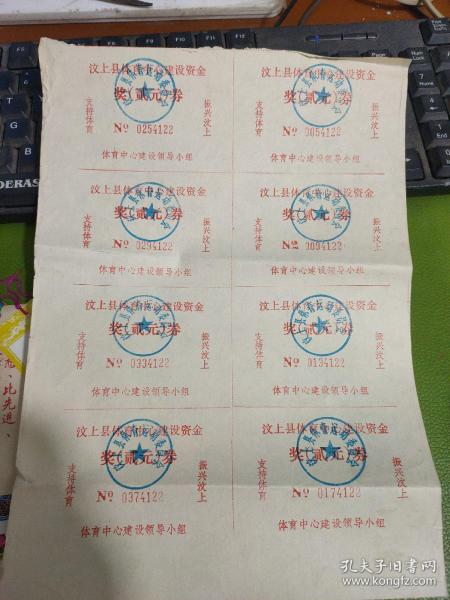 汶上县体育中心建设资金
奖(贰元)券
支持体育
振兴汶上
№ 0254122
体育中心建设领导小组
汶上县体育中心建设资金
奖(贰元)券
支持体育
振兴汶上
№ 0054122
体育中心建设领导小组
汶上县体育中心建设资金
奖(贰元)券
支持体育
振兴汶上
№ 0294122
体育中心建设领导小组
汶上县体育中心建设资金
奖(贰元)券
支持体育
振兴汶上
№ 0094122
体育中心建设领导小组
汶上县体育中心建设资金
奖(贰元)券
支持体育
振兴汶上
№ 0334122
体育中心建设领导小组
汶上县体育中心建设资金
奖(贰元)券
支持体育
振兴汶上
№ 0134122
体育中心建设领导小组
汶上县体育中心建设资金
奖(贰元)券
支持体育
振兴汶上
№ 0374122
体育中心建设领导小组
汶上县体育中心建设资金
奖(贰元)券
支持体育
振兴汶上
№ 0174122
体育中心建设领导小组
汶上县体育运动委员会
比先進
孔夫子旧书网
www.kongfz.com